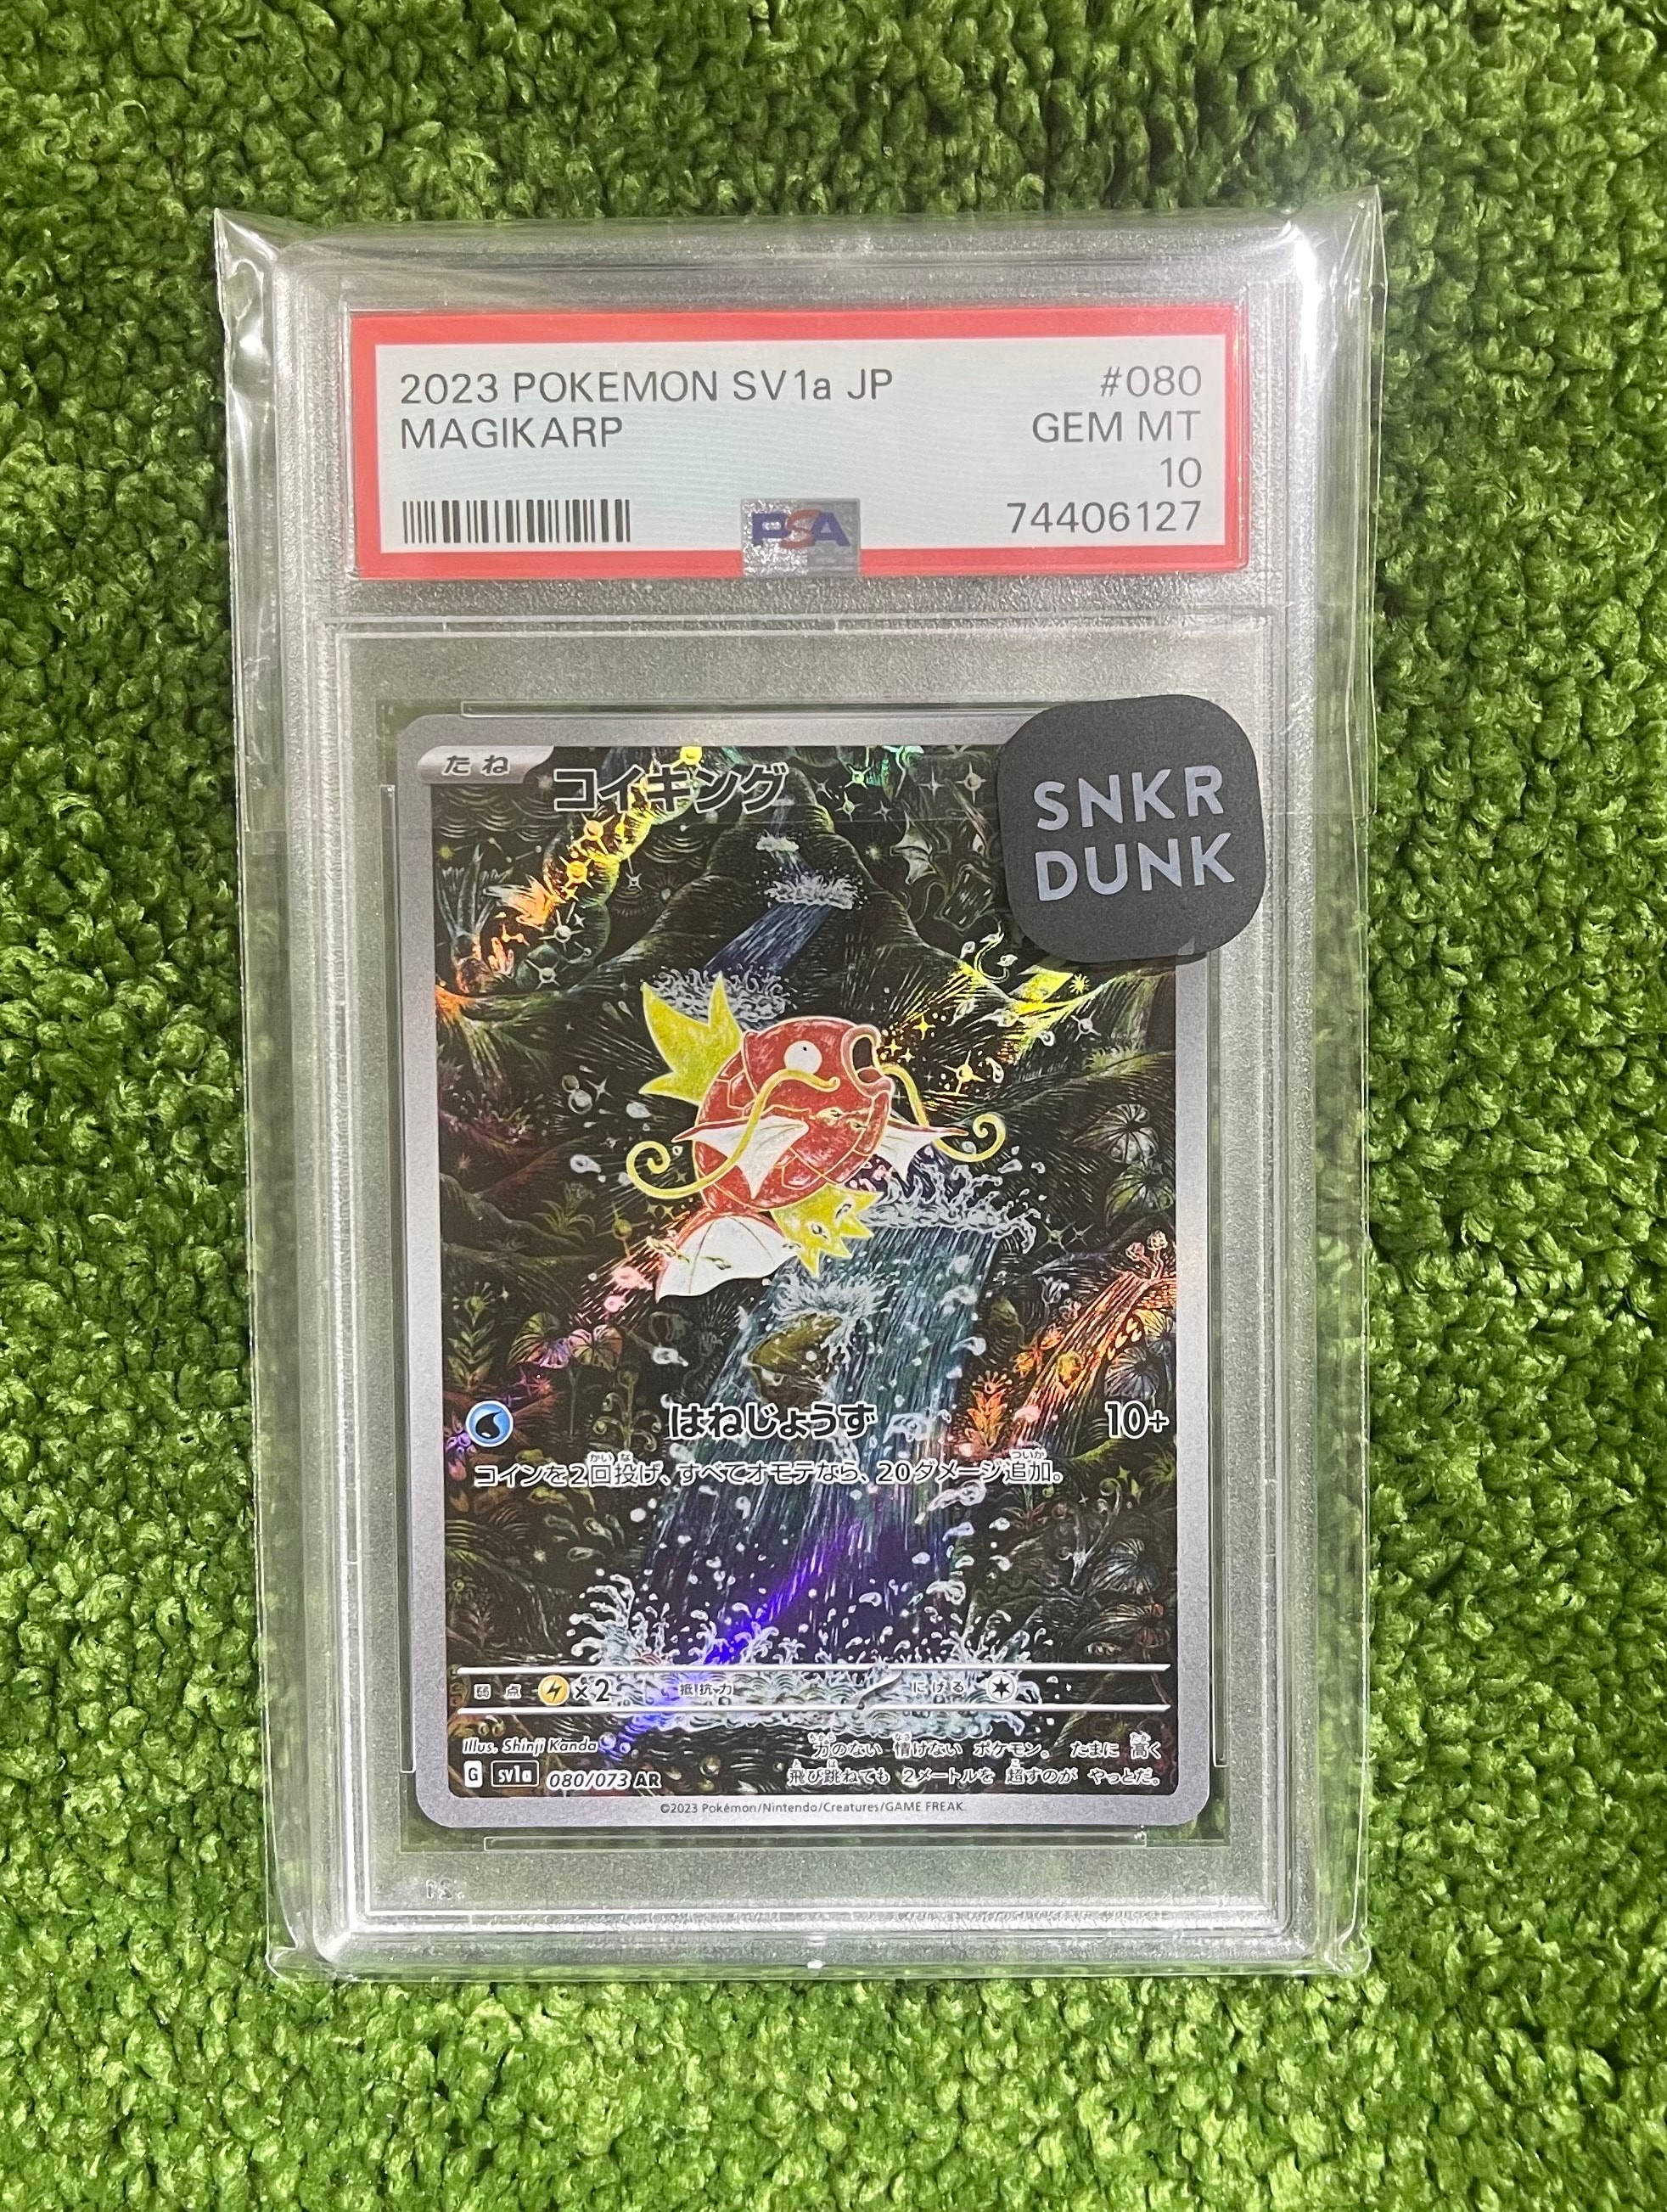 2023 POKEMON SV1a JP #080
MAGIKARP GEM MT
10
PSA 74406127
たね コイキング
SNKR
DUNK
はねじょうず 10+
コインを2回投げ、すべてオモテなら、20ダメージ追加。
弱点 ×2 抵抗力 にげる
Illus. Shinji Kanda
力のない 情けない ポケモン。 たまに 高く
飛び跳ねても 2メートルを 超すのが やっとだ。
G sv1a 080/073 AR
©2023 Pokémon/Nintendo/Creatures/GAME FREAK.